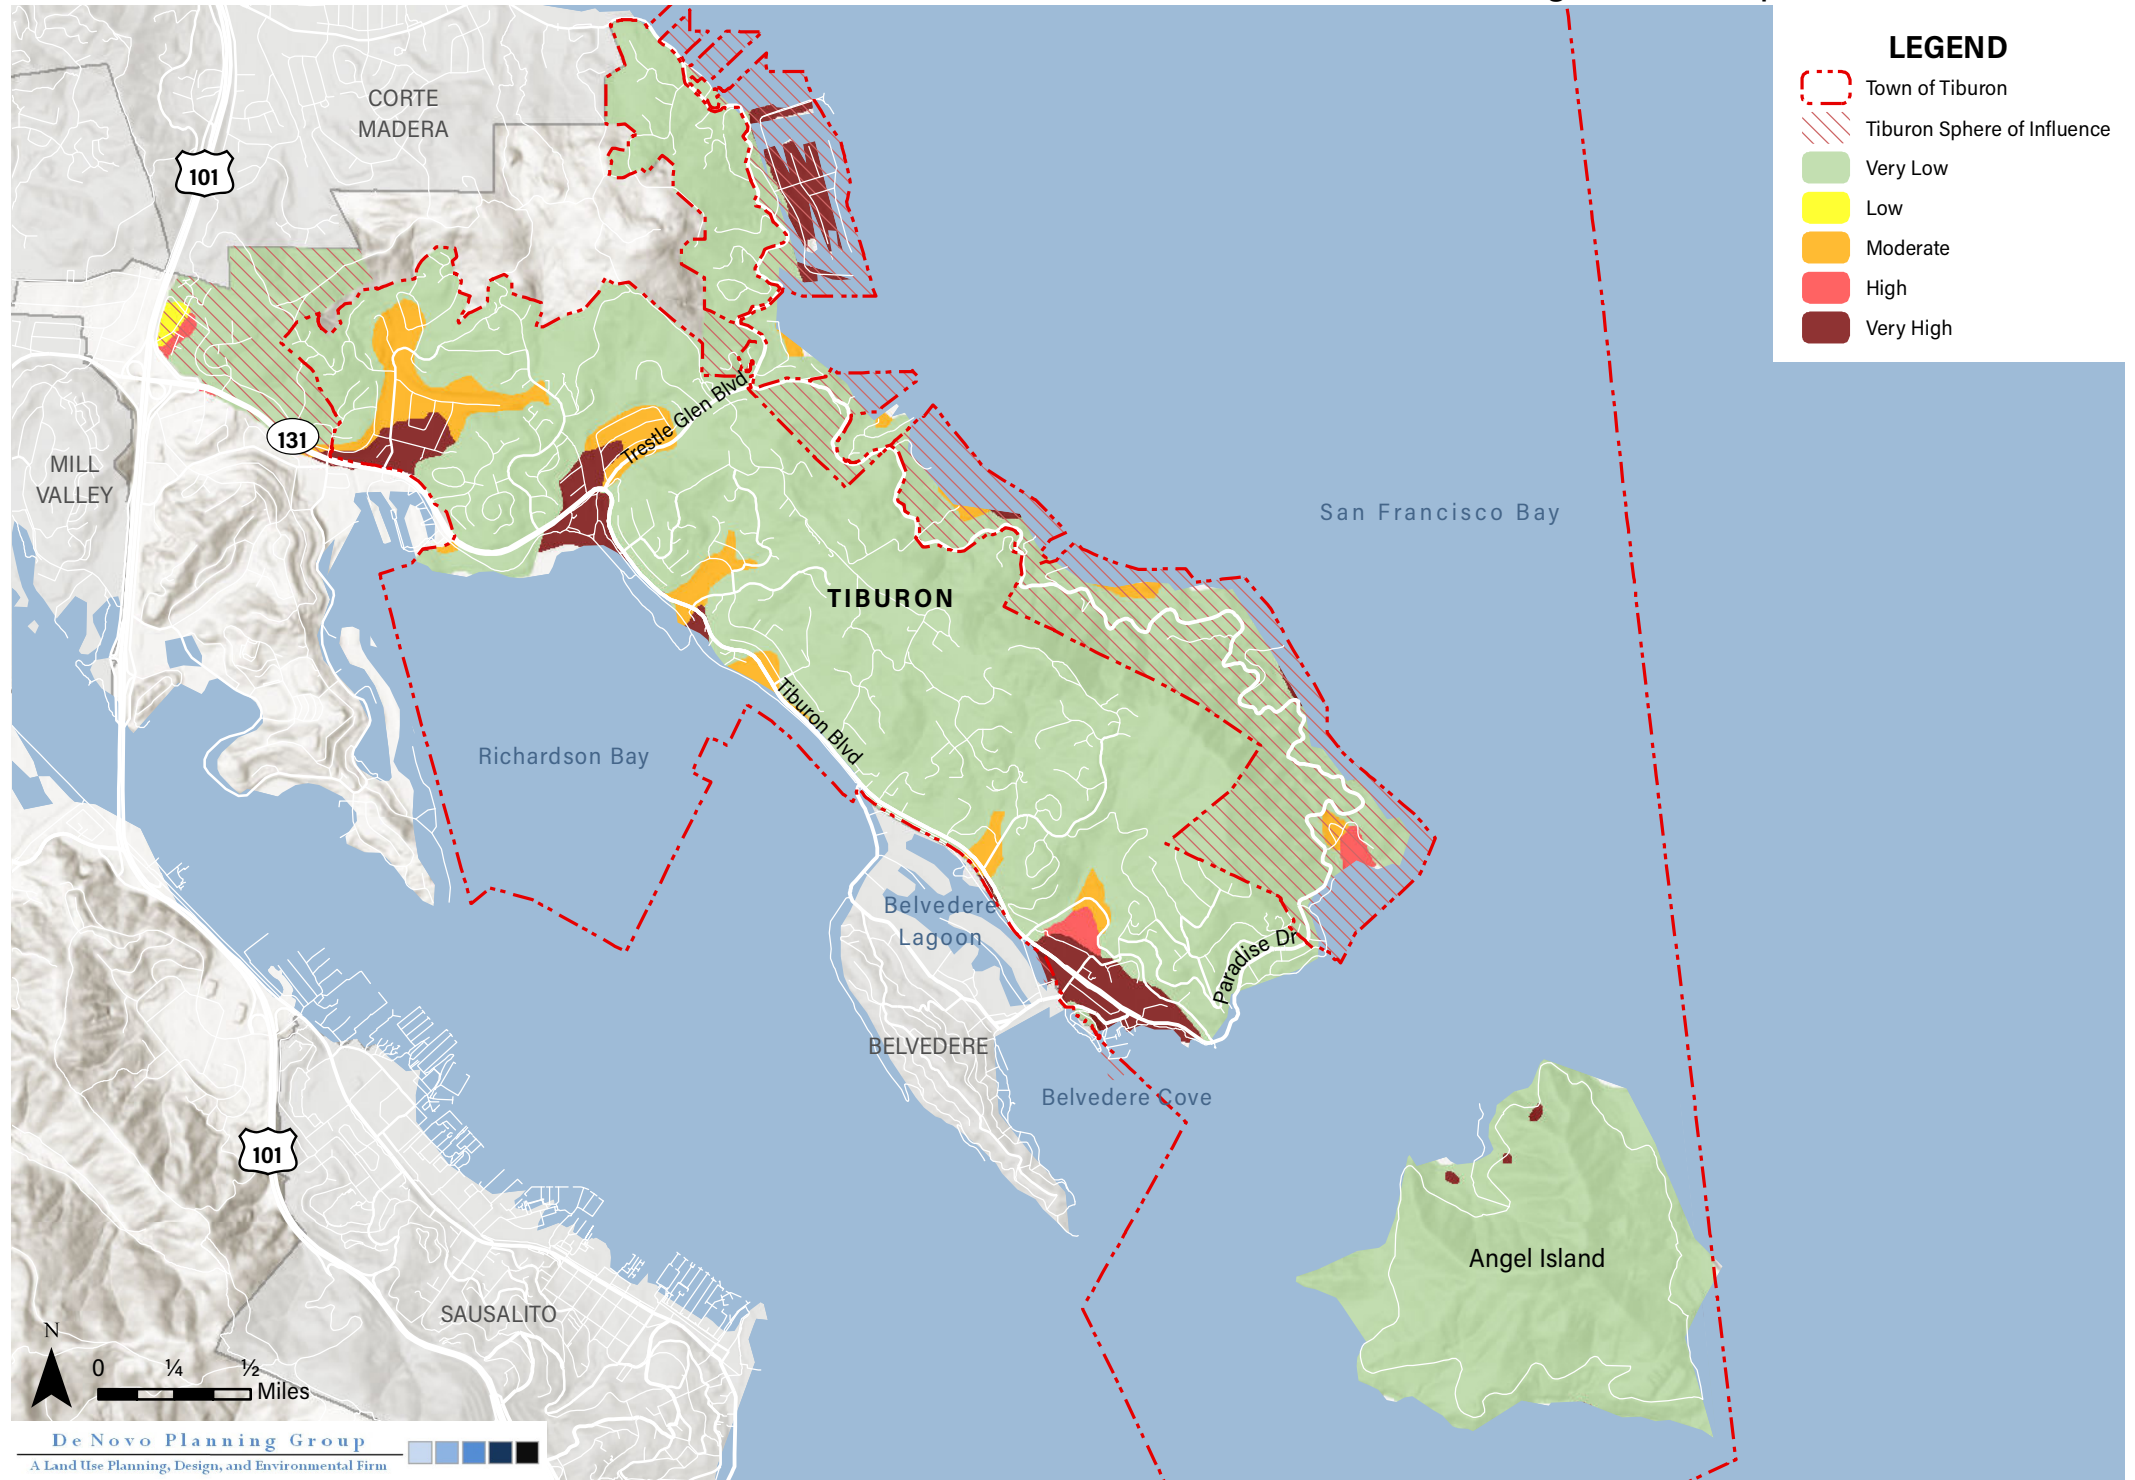 LEGEND
Town of Tiburon
Tiburon Sphere of Influence
Very Low
Low
Moderate
High
Very High
CORTE
MADERA
101
131
MILL
VALLEY
Trestle Glen Blvd
San Francisco Bay
TIBURON
Richardson Bay
Tiburon Blvd
Belvedere
Lagoon
Paradise Dr
BELVEDERE
Belvedere Cove
101
Angel Island
SAUSALITO
N
0 ¼ ½
Miles
De Novo Planning Group
A Land Use Planning, Design, and Environmental Firm